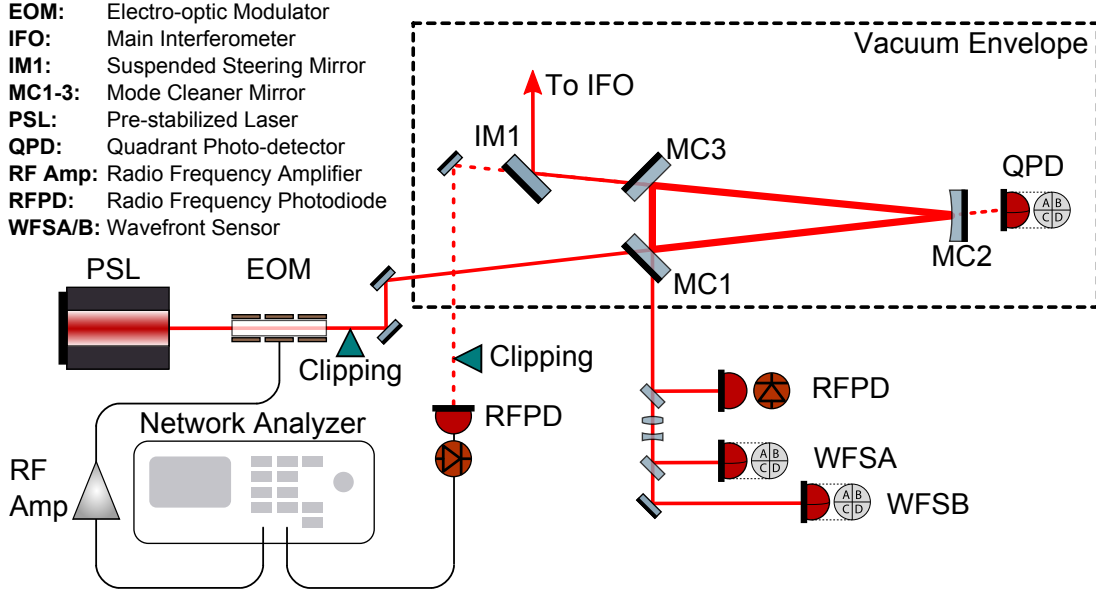 EOM: Electro-optic Modulator
IFO: Main Interferometer
IM1: Suspended Steering Mirror
MC1-3: Mode Cleaner Mirror
PSL: Pre-stabilized Laser
QPD: Quadrant Photo-detector
RF Amp: Radio Frequency Amplifier
RFPD: Radio Frequency Photodiode
WFSA/B: Wavefront Sensor
Vacuum Envelope
To IFO
IM1
MC3
QPD
A B
C D
MC2
MC1
PSL
EOM
Clipping
Clipping
RFPD
RFPD
Network Analyzer
WFSA
A B
C D
RF
Amp
WFSB
A B
C D